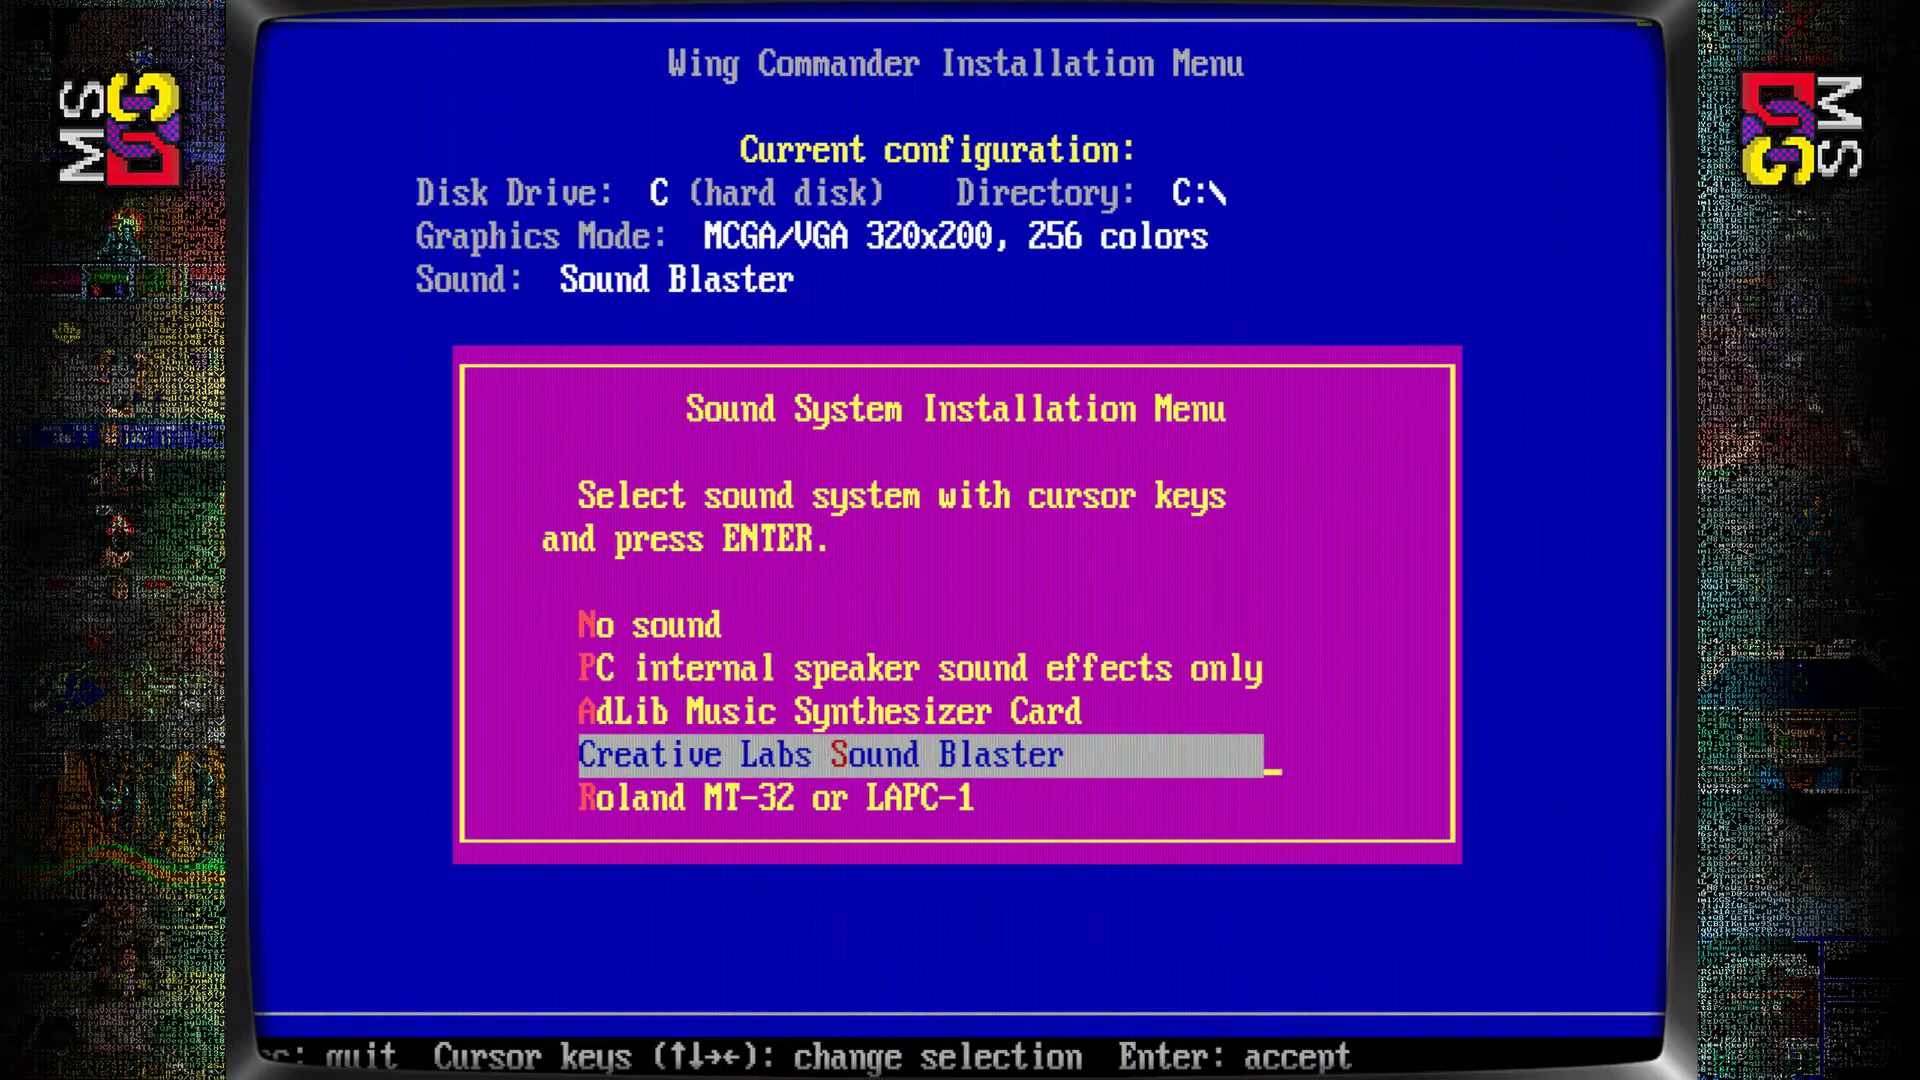 MS
DOS
Wing Commander Installation Menu
Current configuration:
Disk Drive: C (hard disk) Directory: C:\
Graphics Mode: MCGA/VGA 320x200, 256 colors
Sound: Sound Blaster
Sound System Installation Menu
Select sound system with cursor keys
and press ENTER.
No sound
PC internal speaker sound effects only
AdLib Music Synthesizer Card
Creative Labs Sound Blaster
Roland MT-32 or LAPC-1
quit Cursor keys (↑↓→←): change selection Enter: accept
MS
DOS